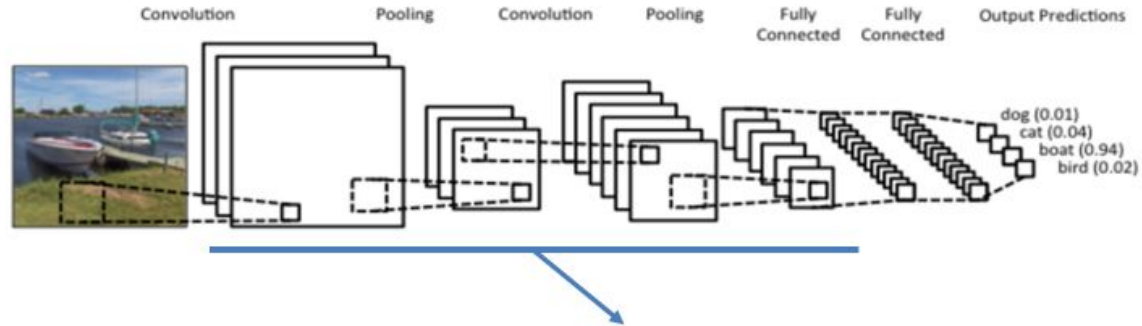 Convolution
Pooling
Convolution
Pooling
Fully
Connected
Fully
Connected
Output Predictions
dog (0.01)
cat (0.04)
boat (0.94)
bird (0.02)